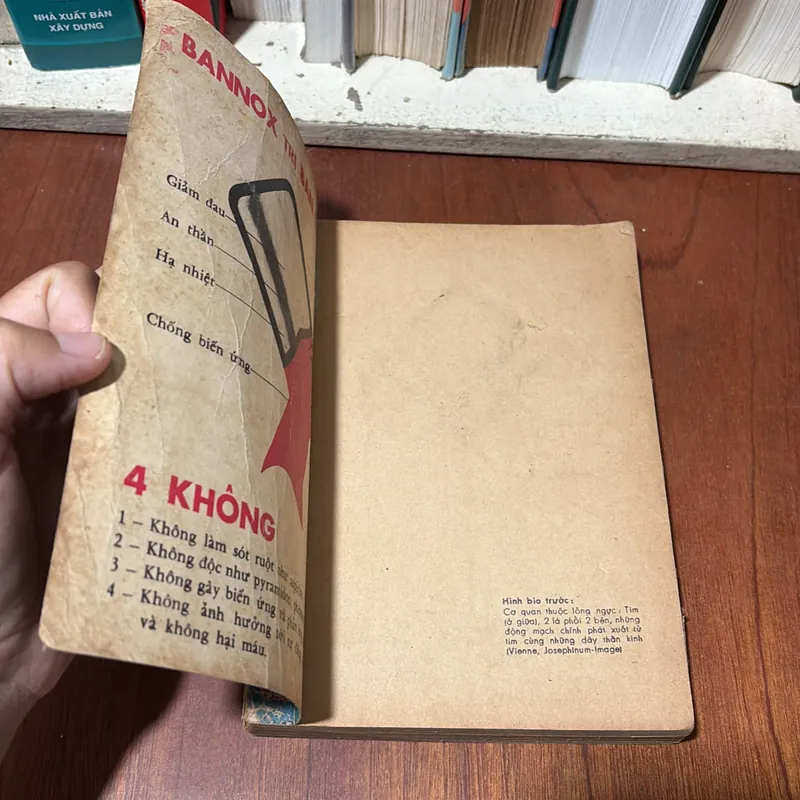 NHÀ XUẤT BẢN
XÂY DỰNG
BANNOX THỊ
Giảm đau
An thần
Hạ nhiệt
Chống biến ứng
4 KHÔNG
1 – Không làm sót ruột như
2 – Không độc như pyramidon
3 – Không gây biến ứng và
4 – Không ảnh hưởng
và không hại máu.
Hình bìa trước:
Cơ quan thuộc lồng ngực: Tim
(ở giữa), 2 lá phổi 2 bên, những
động mạch chính phát xuất từ
tim cùng những dây thần kinh
(Vienne, Josephinum-Image)